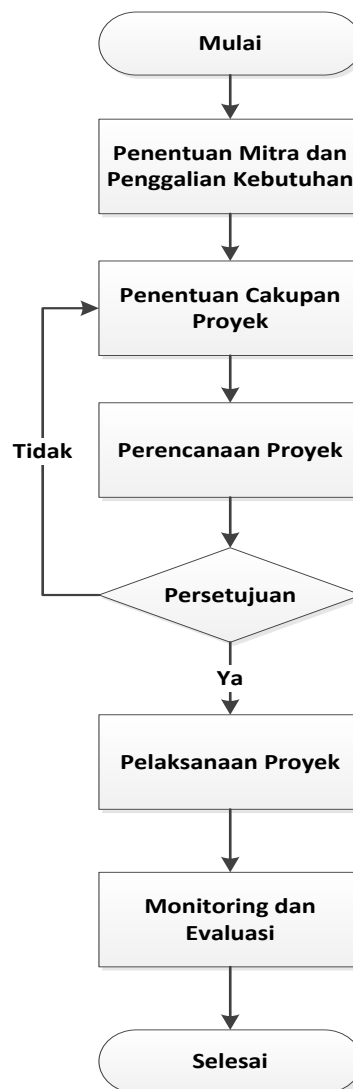 Mulai
Penentuan Mitra dan
Penggalian Kebutuhan
Penentuan Cakupan
Proyek
Tidak
Perencanaan Proyek
Persetujuan
Ya
Pelaksanaan Proyek
Monitoring dan
Evaluasi
Selesai